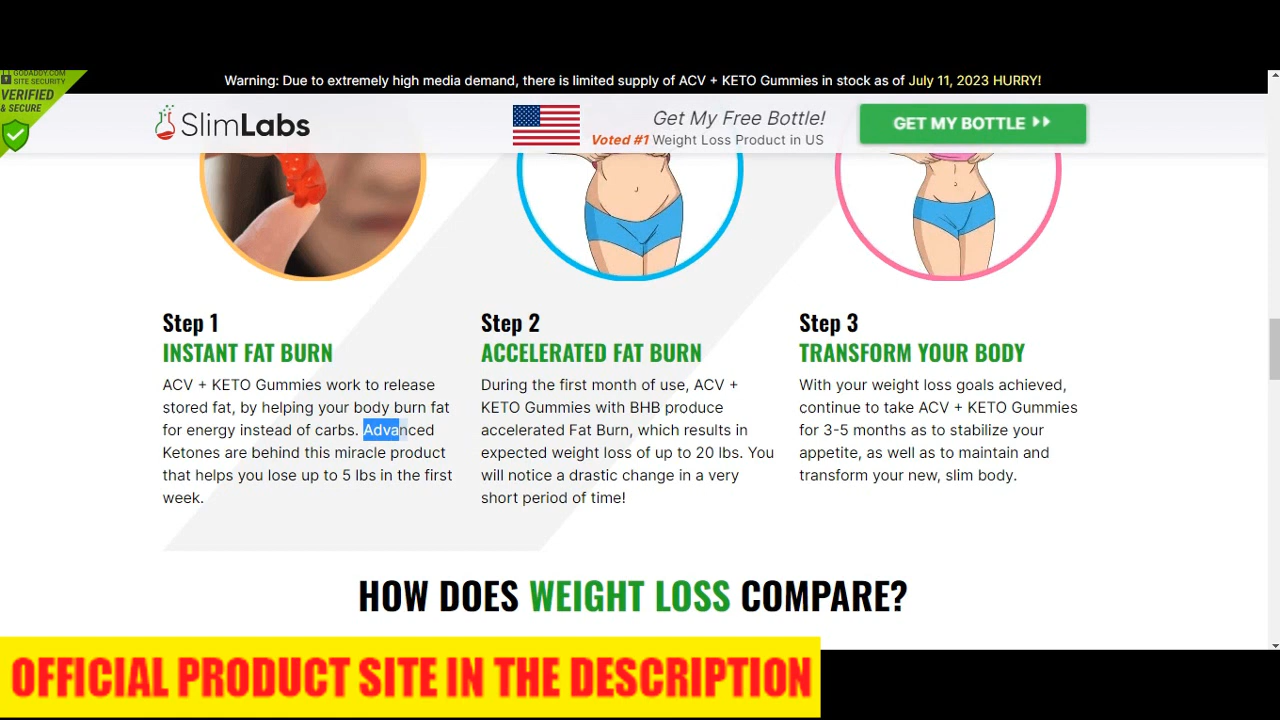 GODADDY.COM
SITE SECURITY
VERIFIED
& SECURE
Warning: Due to extremely high media demand, there is limited supply of ACV + KETO Gummies in stock as of July 11, 2023 HURRY!
SlimLabs
Get My Free Bottle!
Voted #1 Weight Loss Product in US
GET MY BOTTLE
Step 1
INSTANT FAT BURN
ACV + KETO Gummies work to release
stored fat, by helping your body burn fat
for energy instead of carbs. Advanced
Ketones are behind this miracle product
that helps you lose up to 5 lbs in the first
week.
Step 2
ACCELERATED FAT BURN
During the first month of use, ACV +
KETO Gummies with BHB produce
accelerated Fat Burn, which results in
expected weight loss of up to 20 lbs. You
will notice a drastic change in a very
short period of time!
Step 3
TRANSFORM YOUR BODY
With your weight loss goals achieved,
continue to take ACV + KETO Gummies
for 3-5 months as to stabilize your
appetite, as well as to maintain and
transform your new, slim body.
HOW DOES WEIGHT LOSS COMPARE?
OFFICIAL PRODUCT SITE IN THE DESCRIPTION